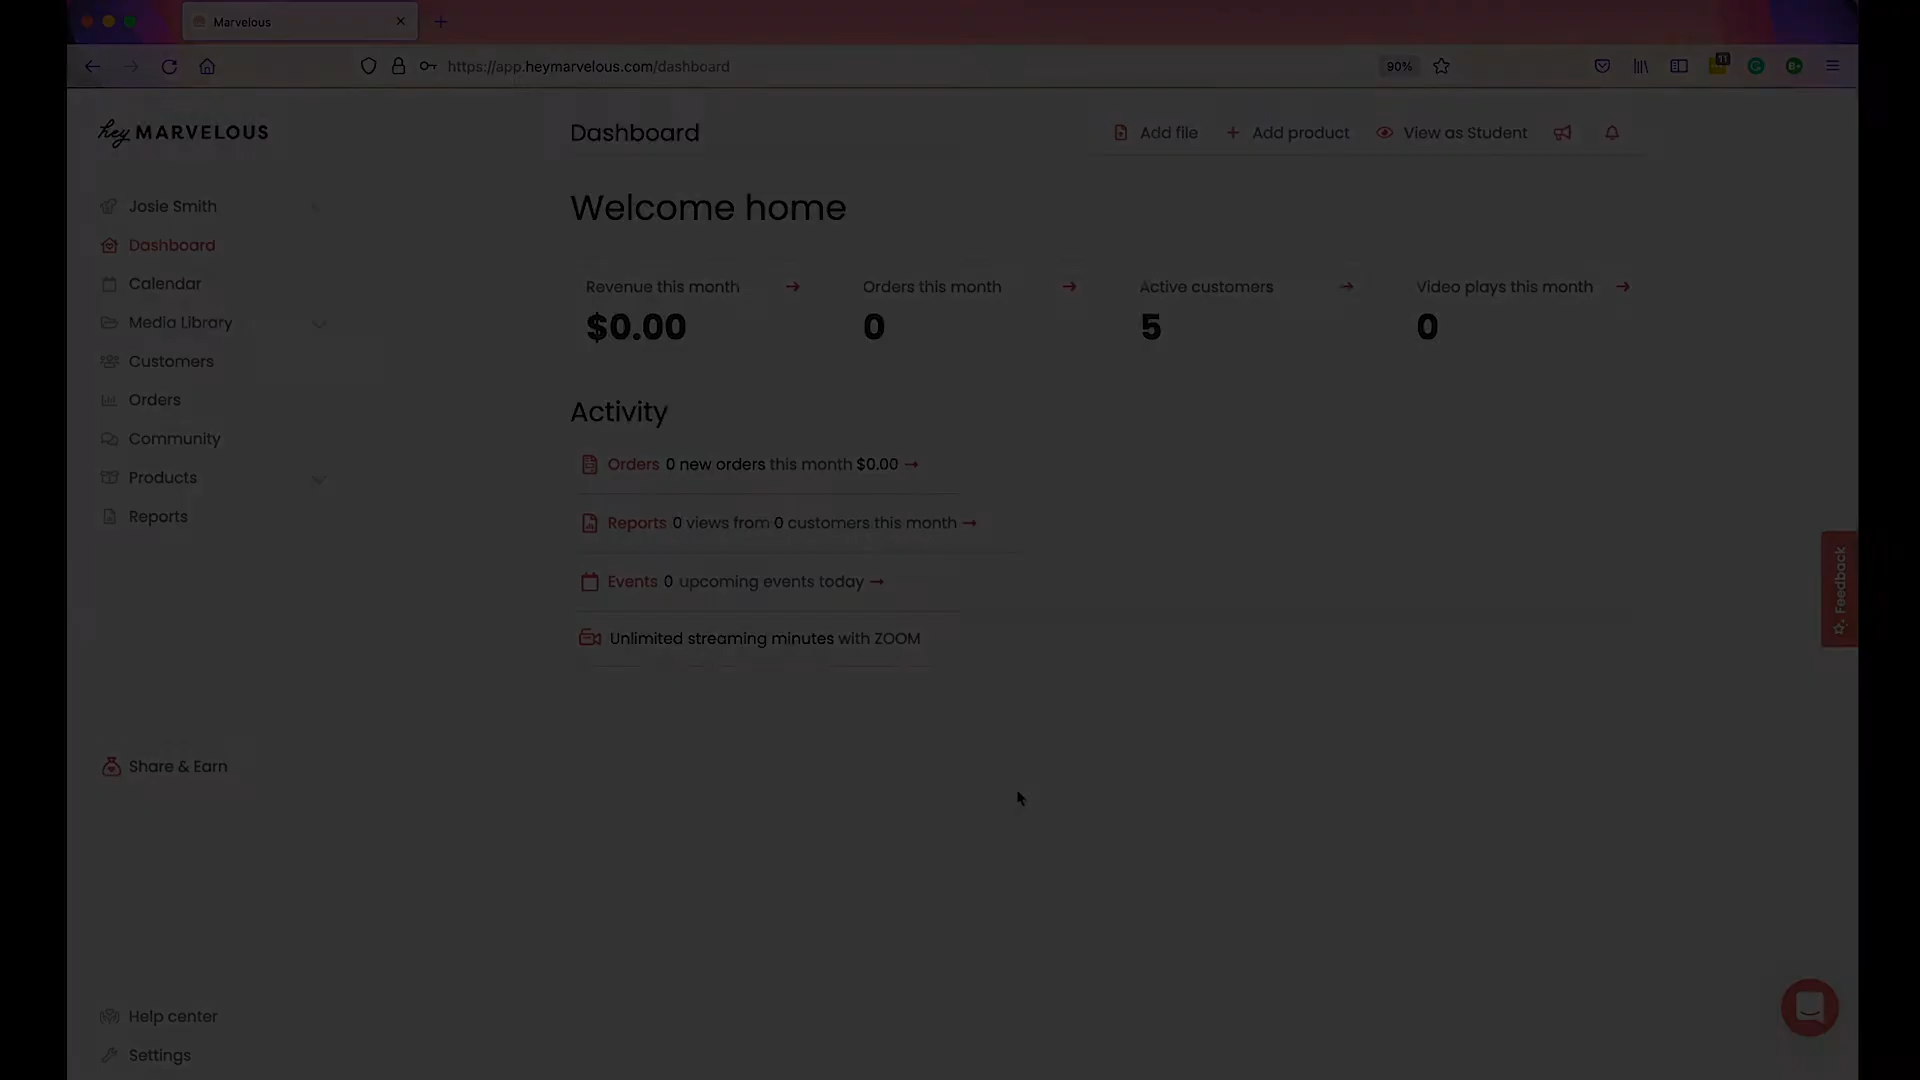 Marvelous
https://app.heymarvelous.com/dashboard
90%
11
hey MARVELOUS
Dashboard
Add file
Add product
View as Student
Josie Smith
Dashboard
Calendar
Media Library
Customers
Orders
Community
Products
Reports
Share & Earn
Help center
Settings
Welcome home
Revenue this month
$0.00
Orders this month
0
Active customers
5
Video plays this month
0
Activity
Orders 0 new orders this month $0.00
Reports 0 views from 0 customers this month
Events 0 upcoming events today
Unlimited streaming minutes with ZOOM
Feedback